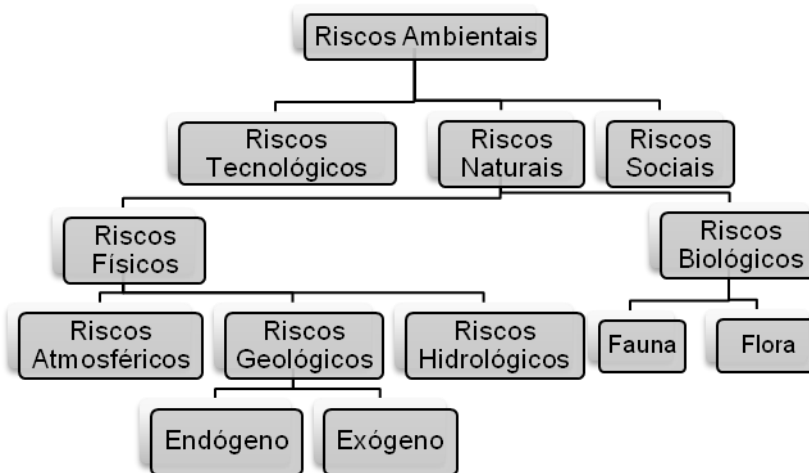 Riscos Ambientais
Riscos
Tecnológicos
Riscos
Naturais
Riscos
Sociais
Riscos
Físicos
Riscos
Biológicos
Riscos
Atmosféricos
Riscos
Geológicos
Riscos
Hidrológicos
Fauna
Flora
Endógeno
Exógeno